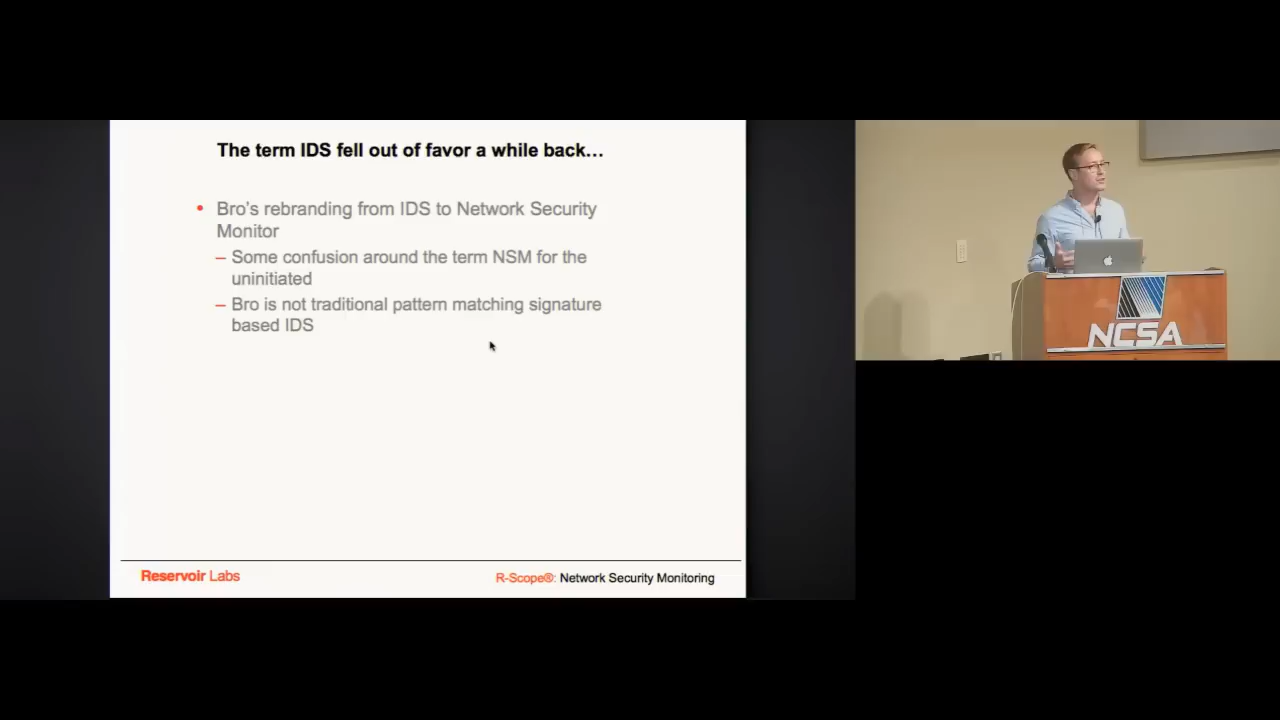 The term IDS fell out of favor a while back…
• Bro's rebranding from IDS to Network Security
Monitor
– Some confusion around the term NSM for the
uninitiated
– Bro is not traditional pattern matching signature
based IDS
Reservoir Labs
R-Scope®: Network Security Monitoring
NCSA